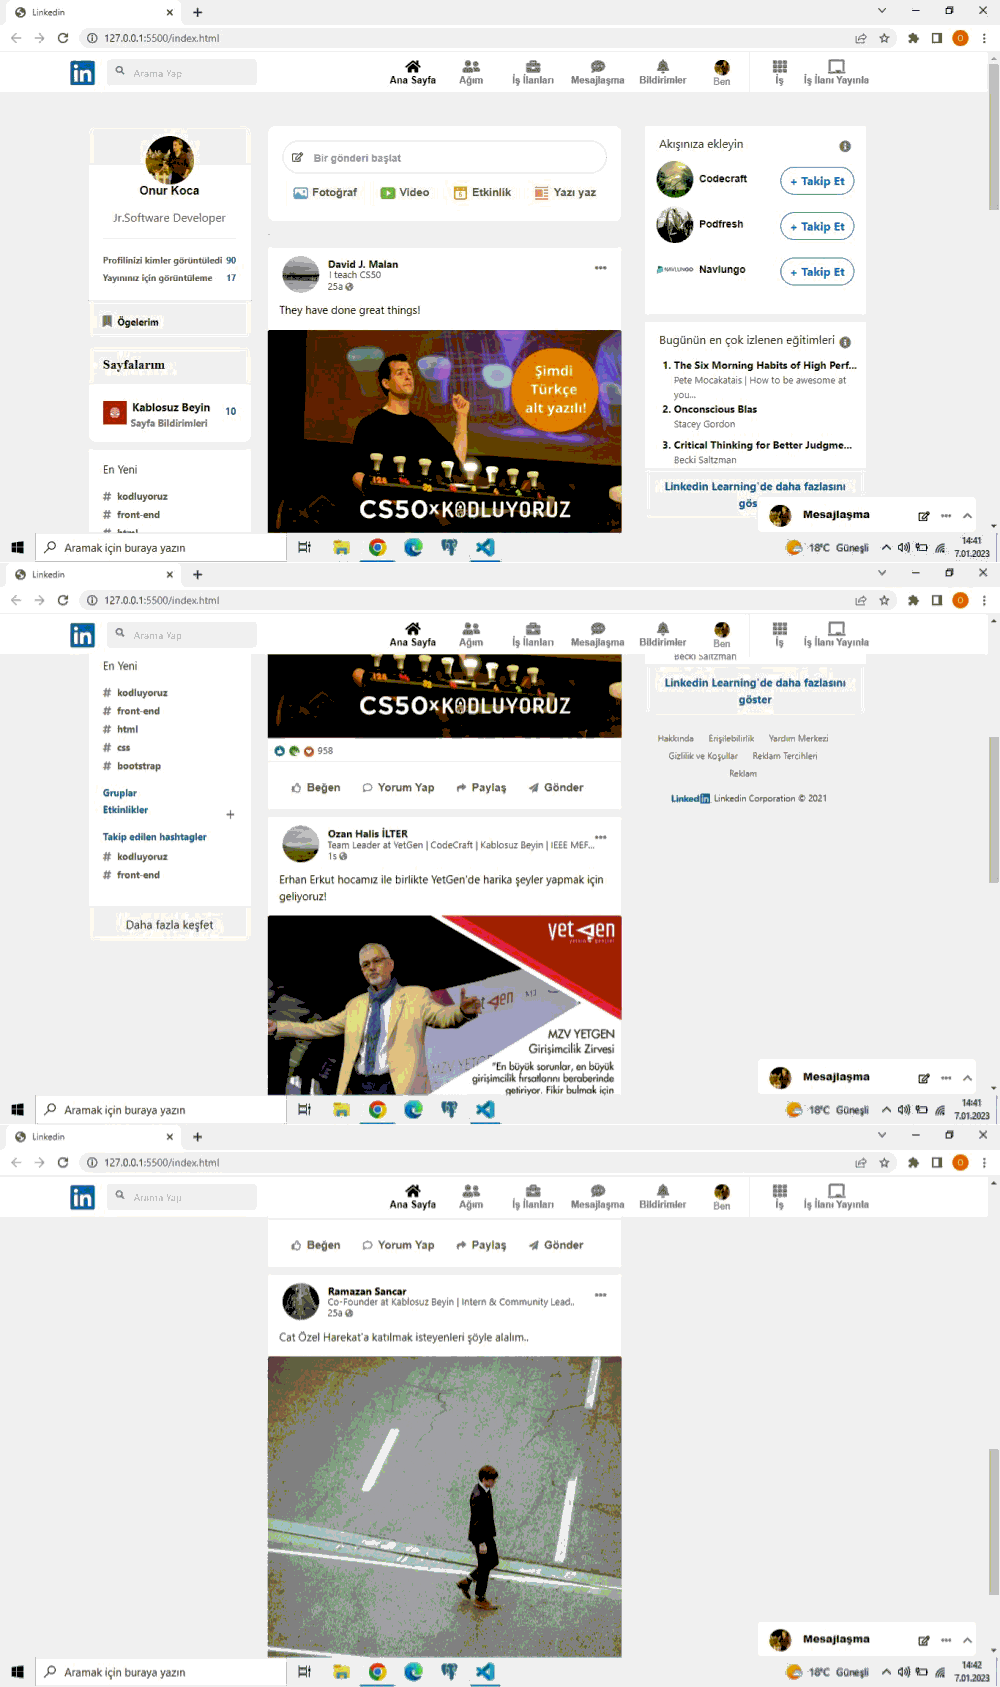 Linkedin
127.0.0.1:5500/index.html
in
Arama Yap
Ana Sayfa
Ağım
İş İlanları
Mesajlaşma
Bildirimler
Ben
İş
İş İlanı Yayınla
Onur Koca
Jr.Software Developer
Profilinizi kimler görüntüledi 90
Yayınınız için görüntüleme 17
Ögelerim
Sayfalarım
Kablosuz Beyin 10
Sayfa Bildirimleri
En Yeni
# kodluyoruz
# front-end
# html
Bir gönderi başlat
Fotoğraf
Video
Etkinlik
Yazı yaz
David J. Malan
I teach CS50
25a
They have done great things!
Şimdi
Türkçe
alt yazılı!
CS50xKODLUYORUZ
Akışınıza ekleyin
Codecraft
+ Takip Et
Podfresh
+ Takip Et
NAVLUNGO
Navlungo
+ Takip Et
Bugünün en çok izlenen eğitimleri
1. The Six Morning Habits of High Perf...
Pete Mocakatais | How to be awesome at
you...
2. Onconscious Blas
Stacey Gordon
3. Critical Thinking for Better Judgme...
Becki Saltzman
Linkedin Learning'de daha fazlasını
gös
Mesajlaşma
Aramak için buraya yazın
18°C Güneşli
14:41
7.01.2023
Linkedin
127.0.0.1:5500/index.html
in
Arama Yap
Ana Sayfa
Ağım
İş İlanları
Mesajlaşma
Bildirimler
Ben
İş
İş İlanı Yayınla
En Yeni
# kodluyoruz
# front-end
# html
# css
# bootstrap
Gruplar
Etkinlikler
Takip edilen hashtagler
# kodluyoruz
# front-end
Daha fazla keşfet
CS50xKODLUYORUZ
958
Beğen
Yorum Yap
Paylaş
Gönder
Ozan Halis İLTER
Team Leader at YetGen | CodeCraft | Kablosuz Beyin | IEEE MEF...
1s
Erhan Erkut hocamız ile birlikte YetGen'de harika şeyler yapmak için
geliyoruz!
MZV YETGEN
Girişimcilik Zirvesi
"En büyük sorunlar, en büyük
girişimcilik fırsatlarını beraberinde
getiriyor. Fikir bulmak için
Becki Saltzman
Linkedin Learning'de daha fazlasını
göster
Hakkında
Erişilebilirlik
Yardım Merkezi
Gizlilik ve Koşullar
Reklam Tercihleri
Reklam
Linkedin Linkedin Corporation © 2021
Mesajlaşma
Aramak için buraya yazın
18°C Güneşli
14:41
7.01.2023
Linkedin
127.0.0.1:5500/index.html
in
Arama Yap
Ana Sayfa
Ağım
İş İlanları
Mesajlaşma
Bildirimler
Ben
İş
İş İlanı Yayınla
Beğen
Yorum Yap
Paylaş
Gönder
Ramazan Sancar
Co-Founder at Kablosuz Beyin | Intern & Community Lead..
25a
Cat Özel Harekat'a katılmak isteyenleri şöyle alalım..
Mesajlaşma
Aramak için buraya yazın
18°C Güneşli
14:42
7.01.2023